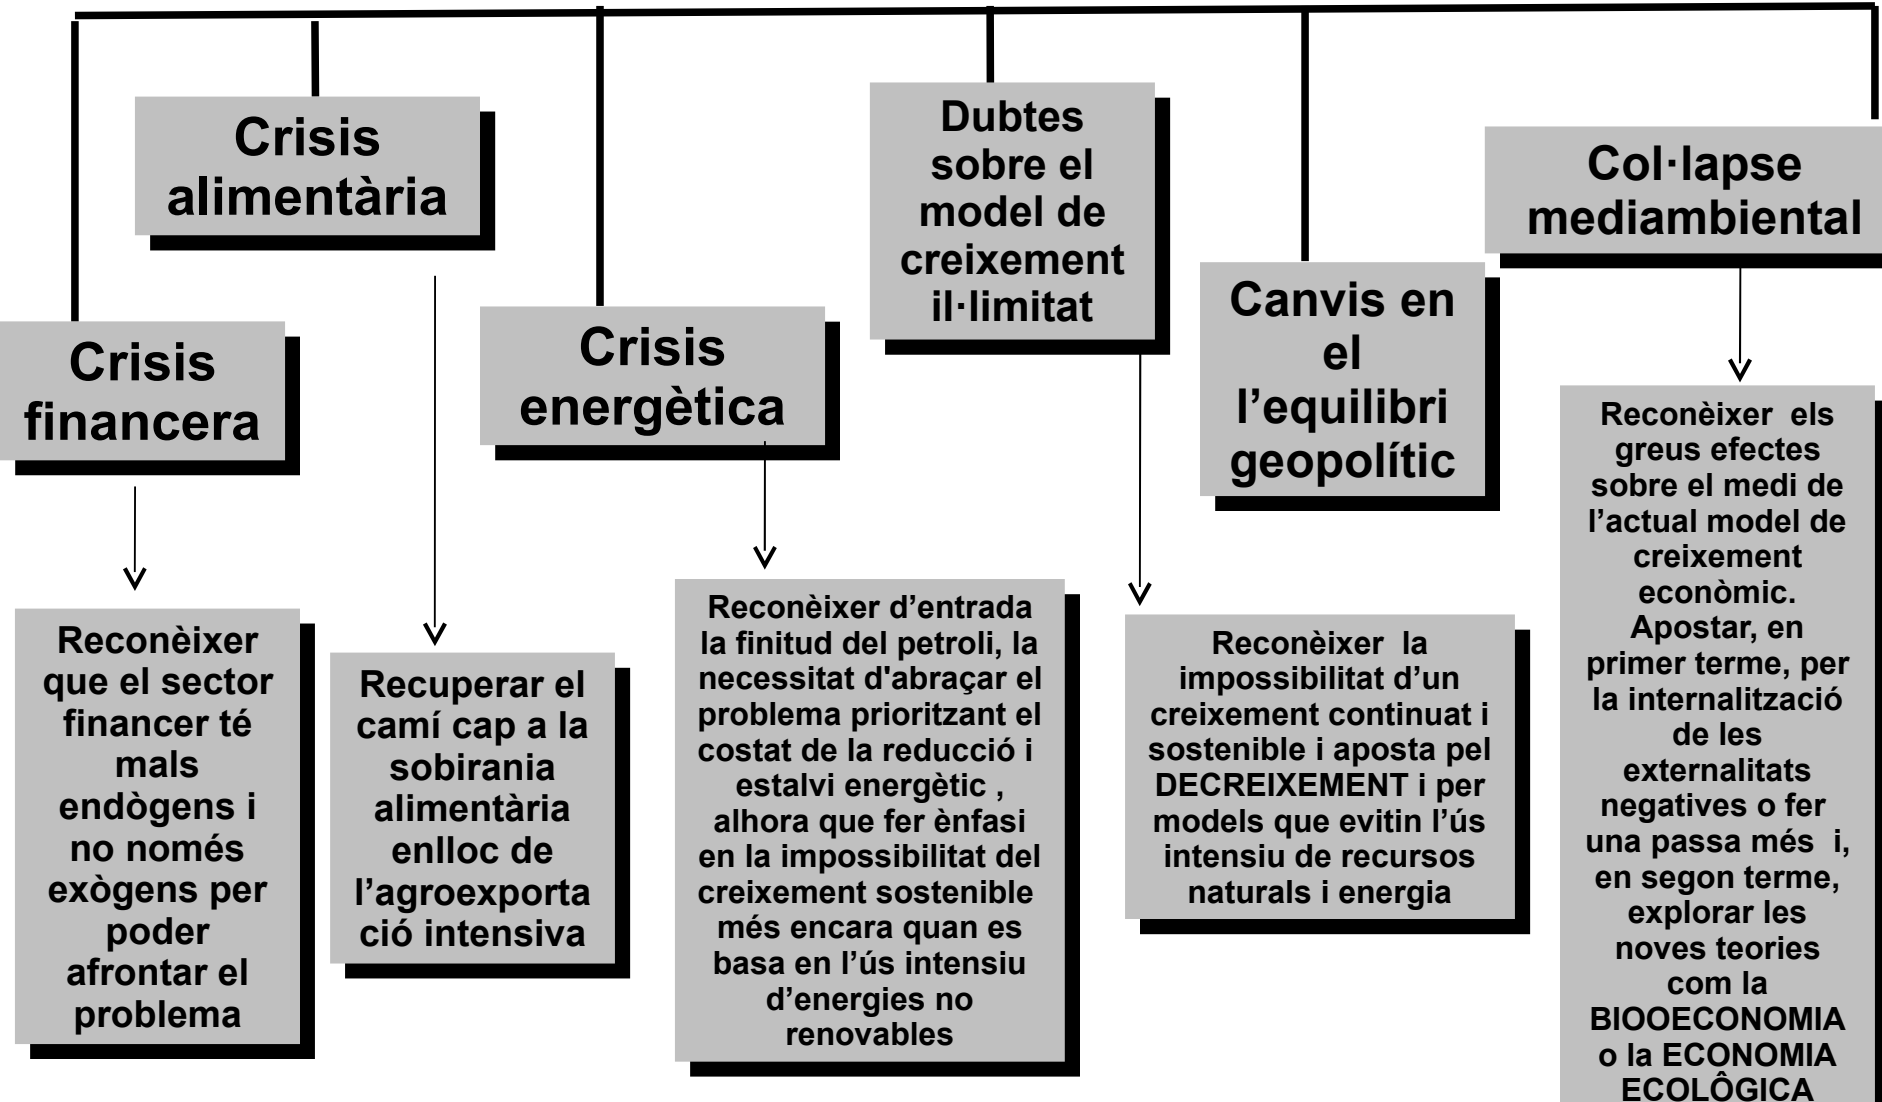 Crisis
alimentària
Dubtes
sobre el
model de
creixement
il·limitat
Col·lapse
mediambiental
Canvis en
el
l’equilibri
geopolític
Crisis
financera
Crisis
energètica
Reconèixer
que el sector
financer té
mals
endògens i
no només
exògens per
poder
afrontar el
problema
Recuperar el
camí cap a la
sobirania
alimentària
enlloc de
l’agroexporta
ció intensiva
Reconèixer d’entrada
la finitud del petroli, la
necessitat d'abraçar el
problema prioritzant el
costat de la reducció i
estalvi energètic ,
alhora que fer ènfasi
en la impossibilitat del
creixement sostenible
més encara quan es
basa en l’ús intensiu
d’energies no
renovables
Reconèixer  la
impossibilitat d’un
creixement continuat i
sostenible i aposta pel
DECREIXEMENT i per
models que evitin l’ús
intensiu de recursos
naturals i energia
Reconèixer  els
greus efectes
sobre el medi de
l’actual model de
creixement
econòmic.
Apostar, en
primer terme, per
la internalització
de les
externalitats
negatives o fer
una passa més  i,
en segon terme,
explorar les
noves teories
com la
BIOOECONOMIA
o la ECONOMIA
ECOLÔGICA